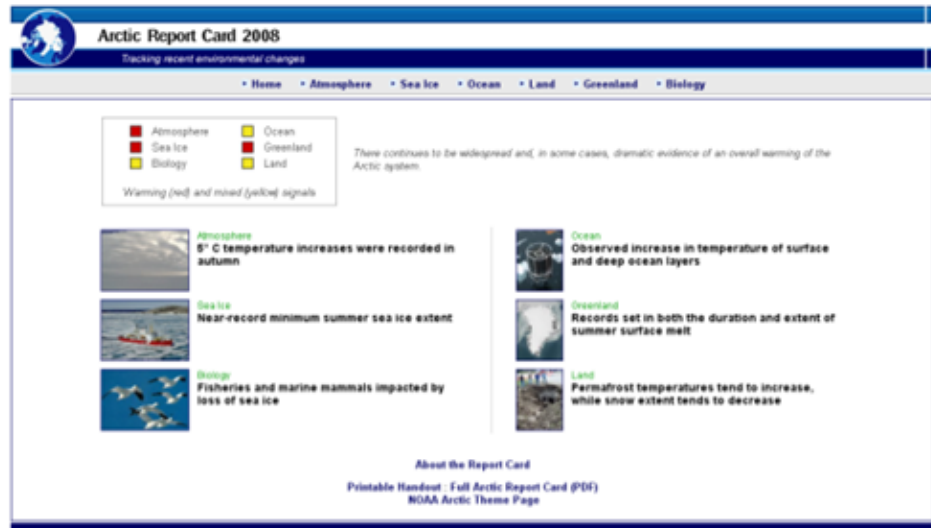 Arctic Report Card 2008
Tracking recent environmental changes
Home Atmosphere Sea Ice Ocean Land Greenland Biology
Atmosphere Ocean
Sea Ice Greenland
Biology Land
Warming (red) and mixed (yellow) signals
There continues to be widespread and, in some cases, dramatic evidence of an overall warming of the
Arctic system.
Atmosphere
5° C temperature increases were recorded in
autumn
Sea Ice
Near-record minimum summer sea ice extent
Biology
Fisheries and marine mammals impacted by
loss of sea ice
Ocean
Observed increase in temperature of surface
and deep ocean layers
Greenland
Records set in both the duration and extent of
summer surface melt
Land
Permafrost temperatures tend to increase,
while snow extent tends to decrease
About the Report Card
Printable Handout : Full Arctic Report Card (PDF)
NOAA Arctic Theme Page